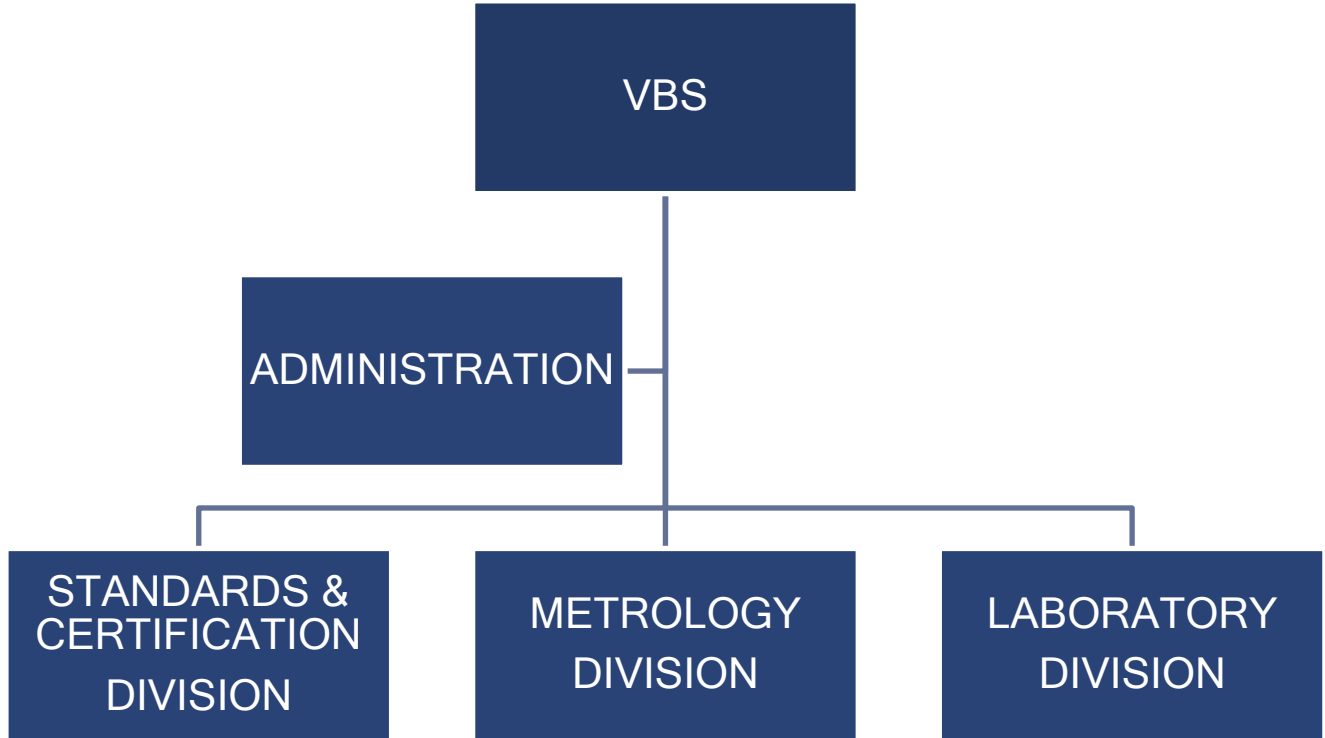 VBS
ADMINISTRATION
STANDARDS &
CERTIFICATION
DIVISION
METROLOGY
DIVISION
LABORATORY
DIVISION